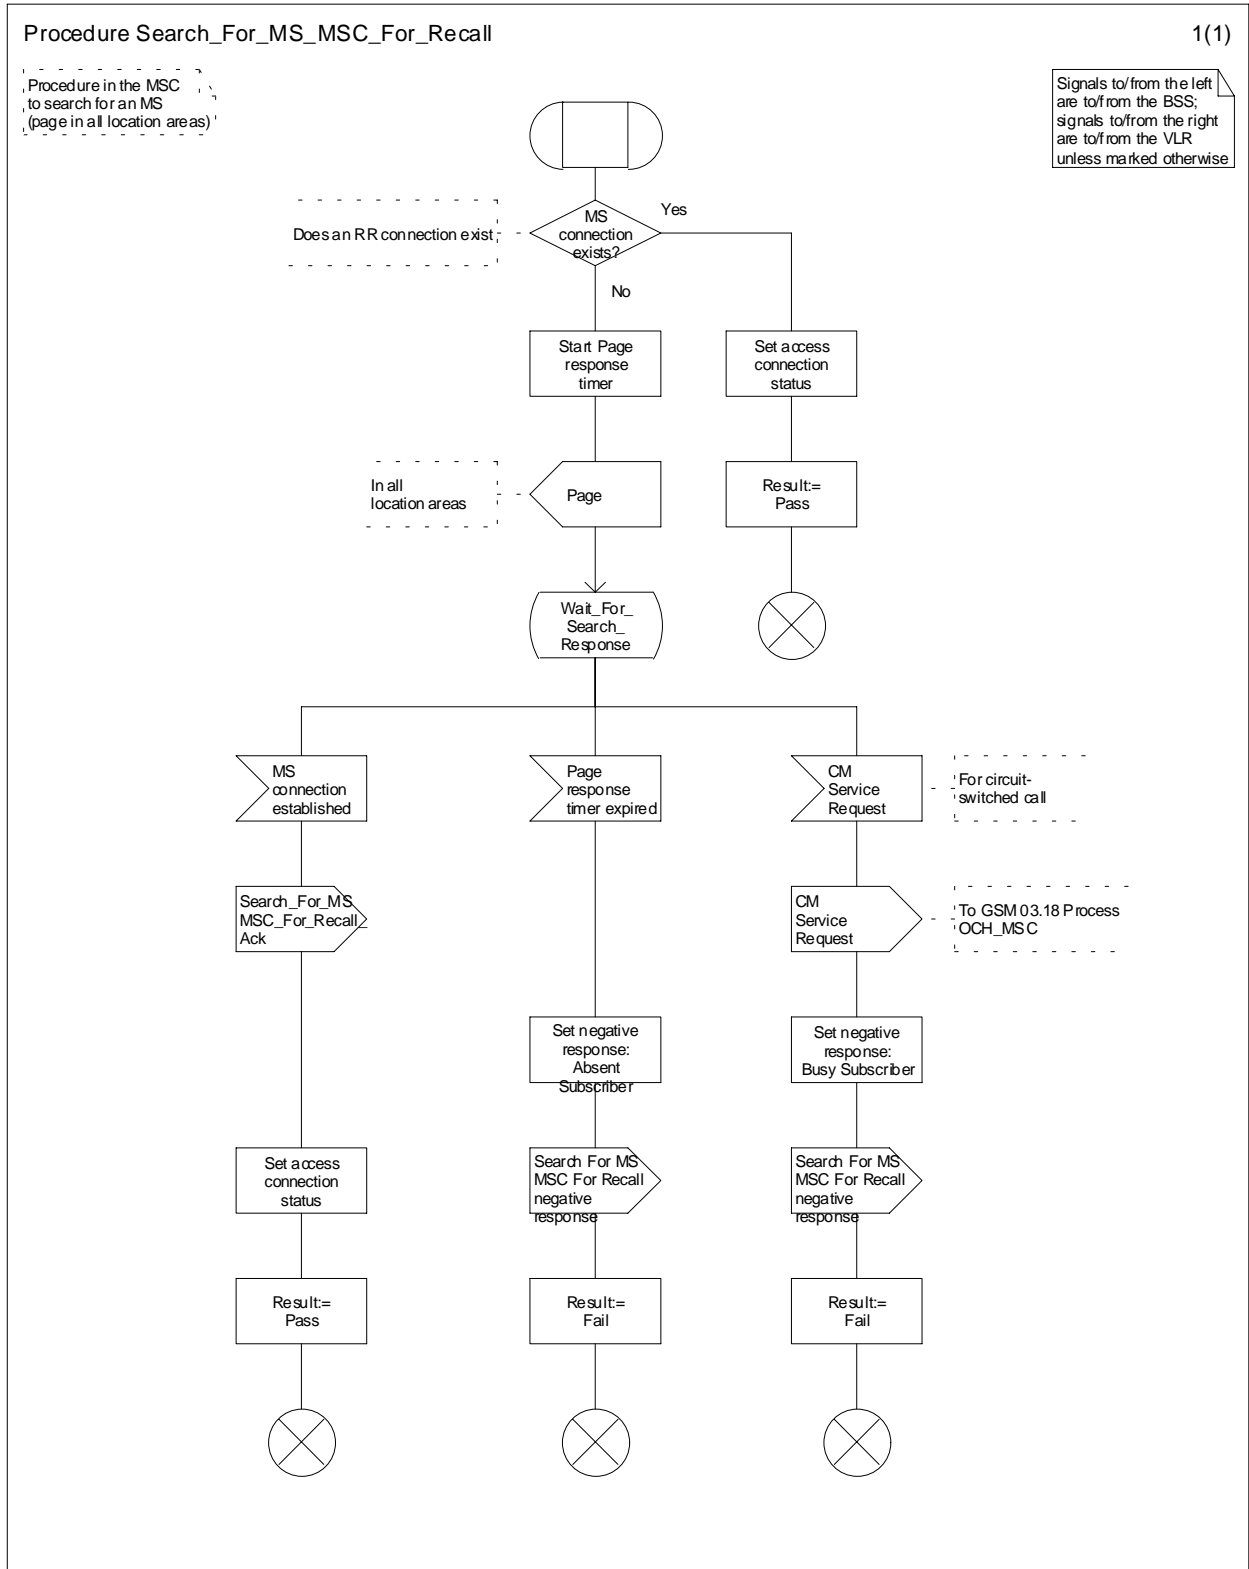 Procedure Search_For_MS_MSC_For_Recall
1(1)
Procedure in the MSC
to search for an MS
(page in all location areas)
Signals to/from the left
are to/from the BSS;
signals to/from the right
are to/from the VLR
unless marked otherwise
Does an RR connection exist
MS
connection
exists?
Yes
No
Start Page
response
timer
Set access
connection
status
In all
location areas
Page
Result:=
Pass
Wait_For_
Search_
Response
MS
connection
established
Page
response
timer expired
CM
Service
Request
For circuit-
switched call
Search_For_MS
MSC_For_Recall_
Ack
CM
Service
Request
To GSM 03.18 Process
OCH_MSC
Set negative
response:
Absent
Subscriber
Set negative
response:
Busy Subscriber
Set access
connection
status
Search For MS
MSC For Recall
negative
response
Search For MS
MSC For Recall
negative
response
Result:=
Pass
Result:=
Fail
Result:=
Fail